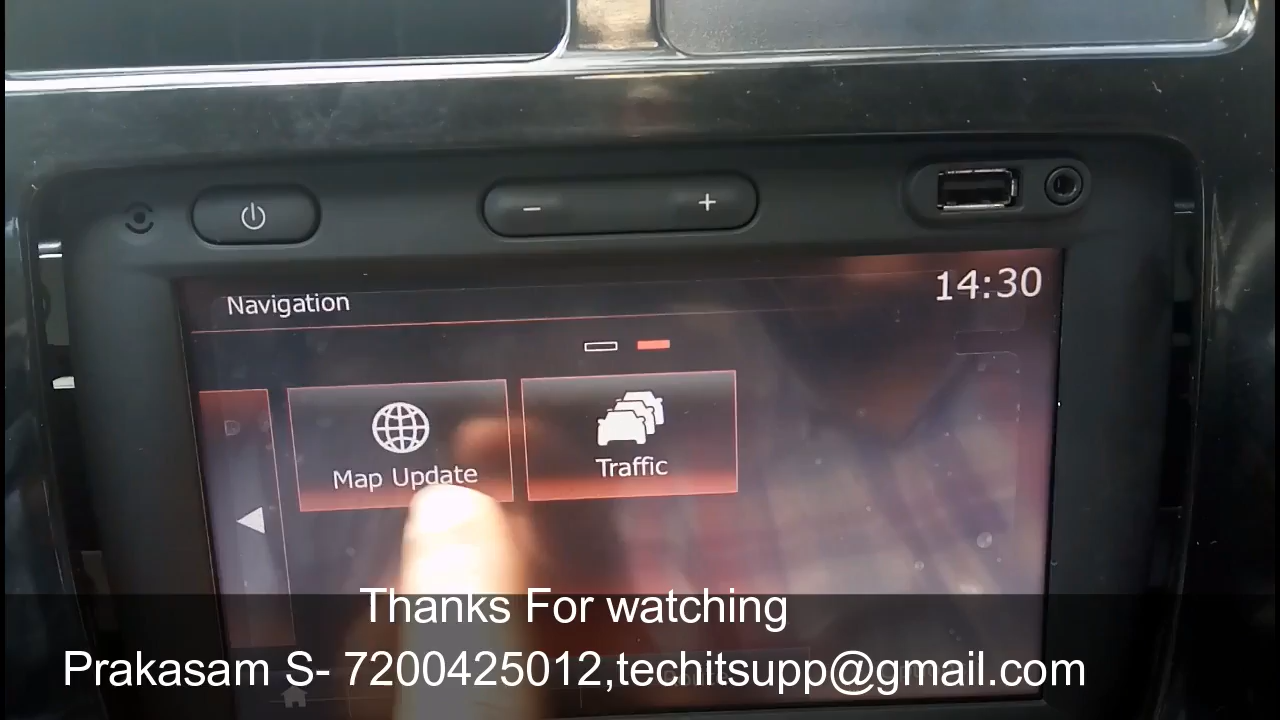 Navigation
14:30
Map Update
Traffic
Thanks For watching
Prakasam S- 7200425012,techitsupp@gmail.com